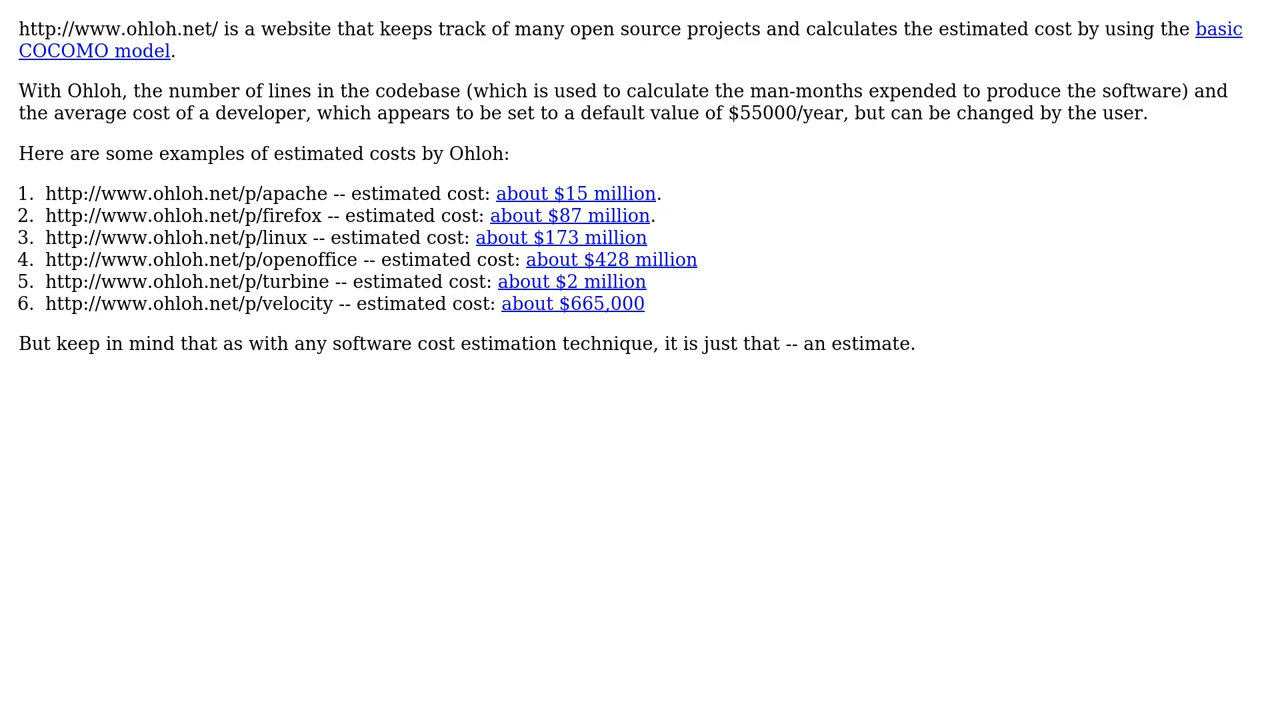 http://www.ohloh.net/ is a website that keeps track of many open source projects and calculates the estimated cost by using the basic
COCOMO model.
With Ohloh, the number of lines in the codebase (which is used to calculate the man-months expended to produce the software) and
the average cost of a developer, which appears to be set to a default value of $55000/year, but can be changed by the user.
Here are some examples of estimated costs by Ohloh:
1. http://www.ohloh.net/p/apache -- estimated cost: about $15 million.
2. http://www.ohloh.net/p/firefox -- estimated cost: about $87 million.
3. http://www.ohloh.net/p/linux -- estimated cost: about $173 million
4. http://www.ohloh.net/p/openoffice -- estimated cost: about $428 million
5. http://www.ohloh.net/p/turbine -- estimated cost: about $2 million
6. http://www.ohloh.net/p/velocity -- estimated cost: about $665,000
But keep in mind that as with any software cost estimation technique, it is just that -- an estimate.